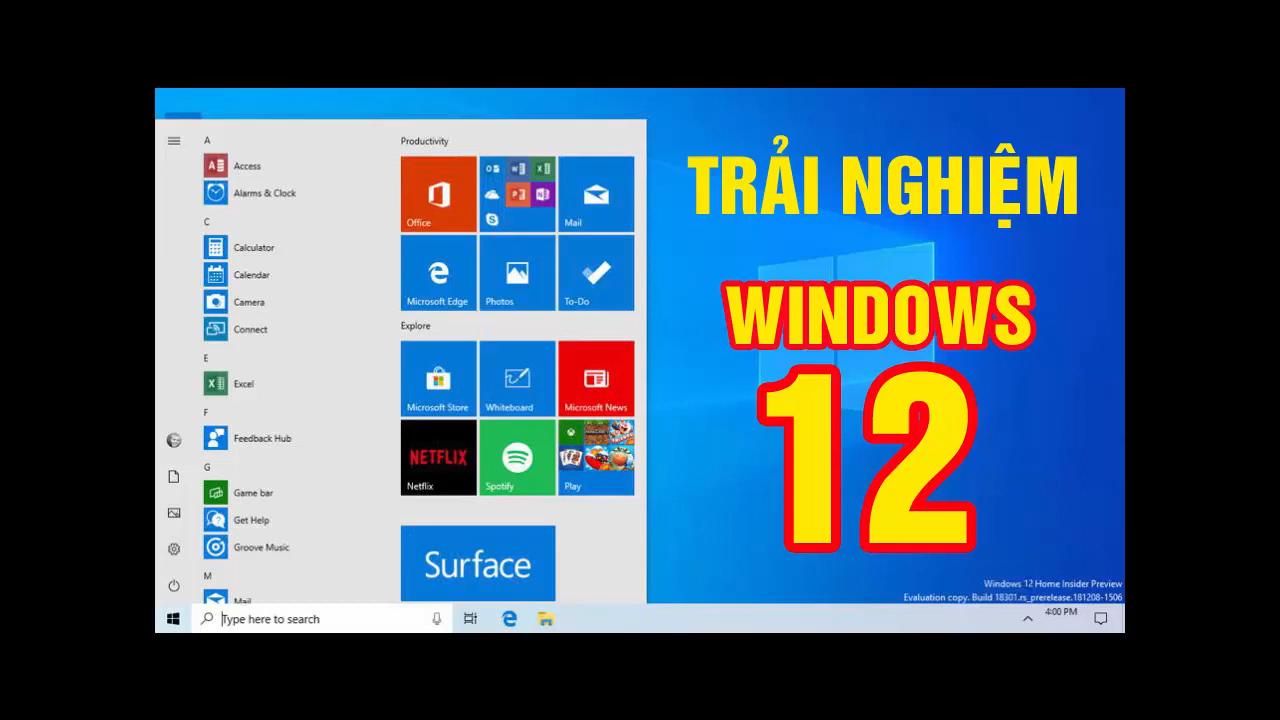 A
Access
Alarms & Clock
C
Calculator
Calendar
Camera
Connect
E
Excel
F
Feedback Hub
G
Game bar
Get Help
Groove Music
M
Mail
Productivity
Office
Mail
Microsoft Edge
Photos
To-Do
Explore
Microsoft Store
Whiteboard
Microsoft News
NETFLIX
Netflix
Spotify
Play
Surface
TRẢI NGHIỆM
WINDOWS
12
Windows 12 Home Insider Preview
Evaluation copy. Build 18301.rs_prerelease.181208-1506
Type here to search
4:00 PM